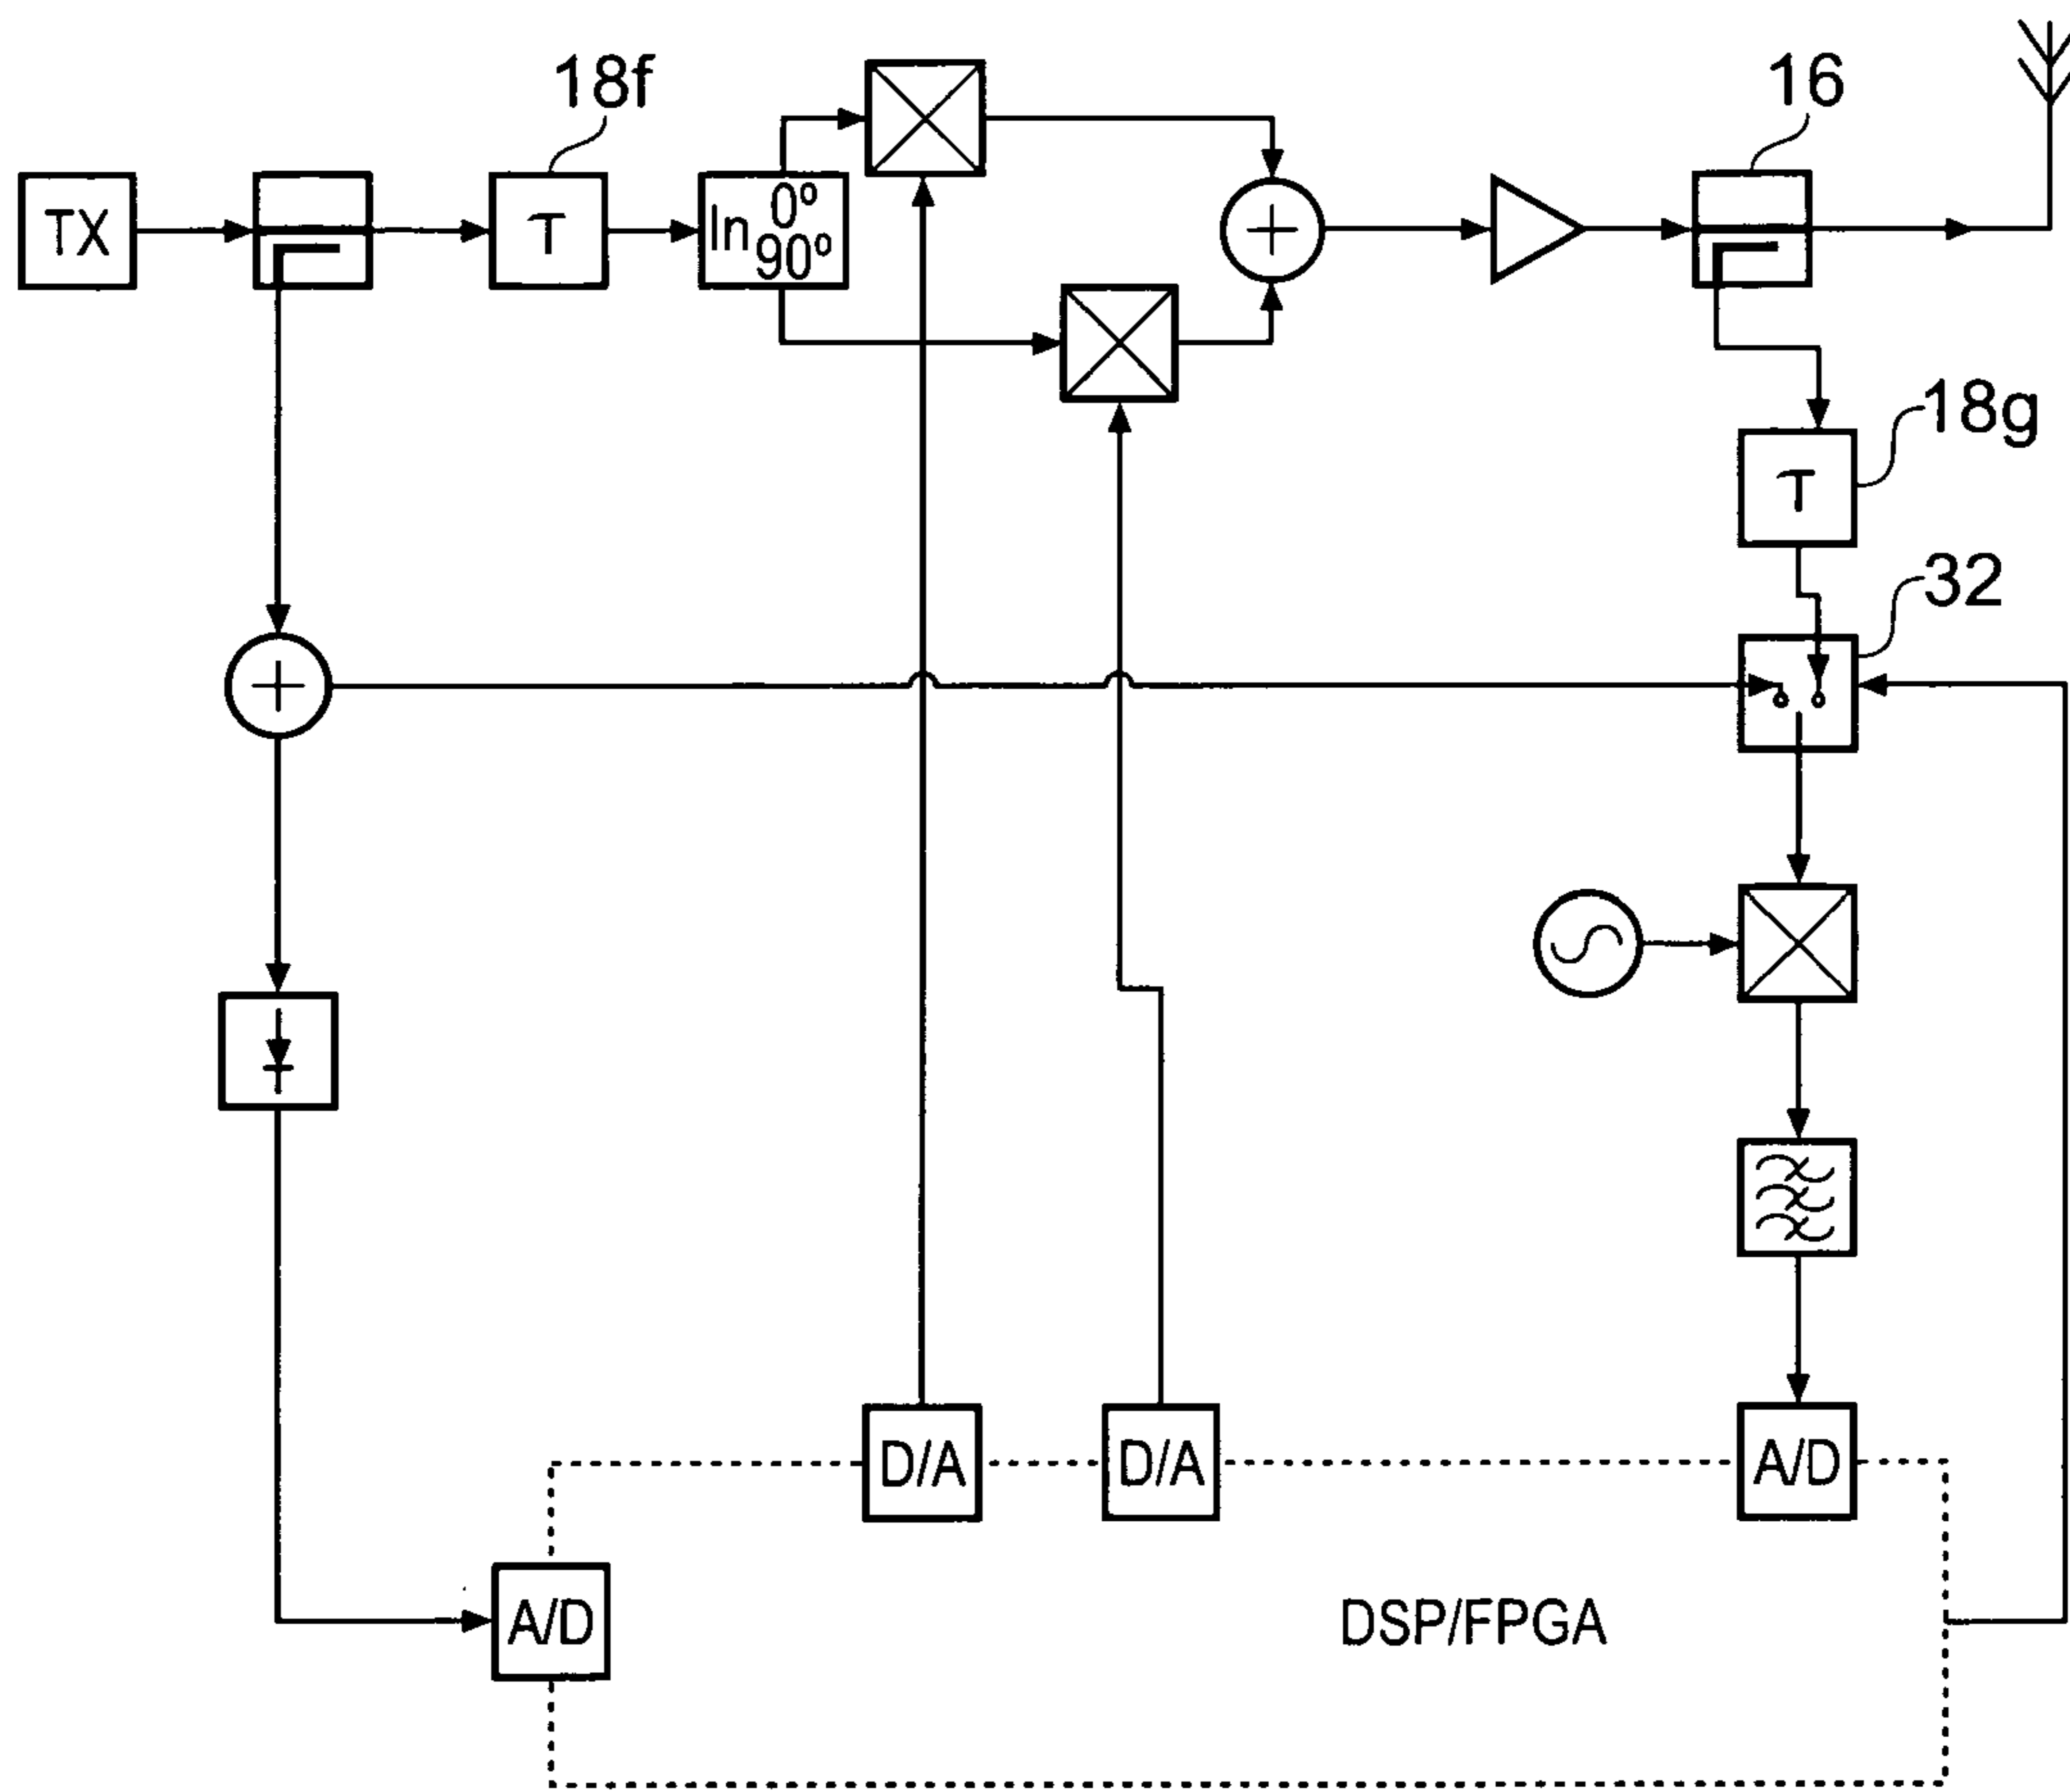 18f
16
TX
τ
In 0°
90°
18g
τ
32
D/A
D/A
A/D
A/D
DSP/FPGA